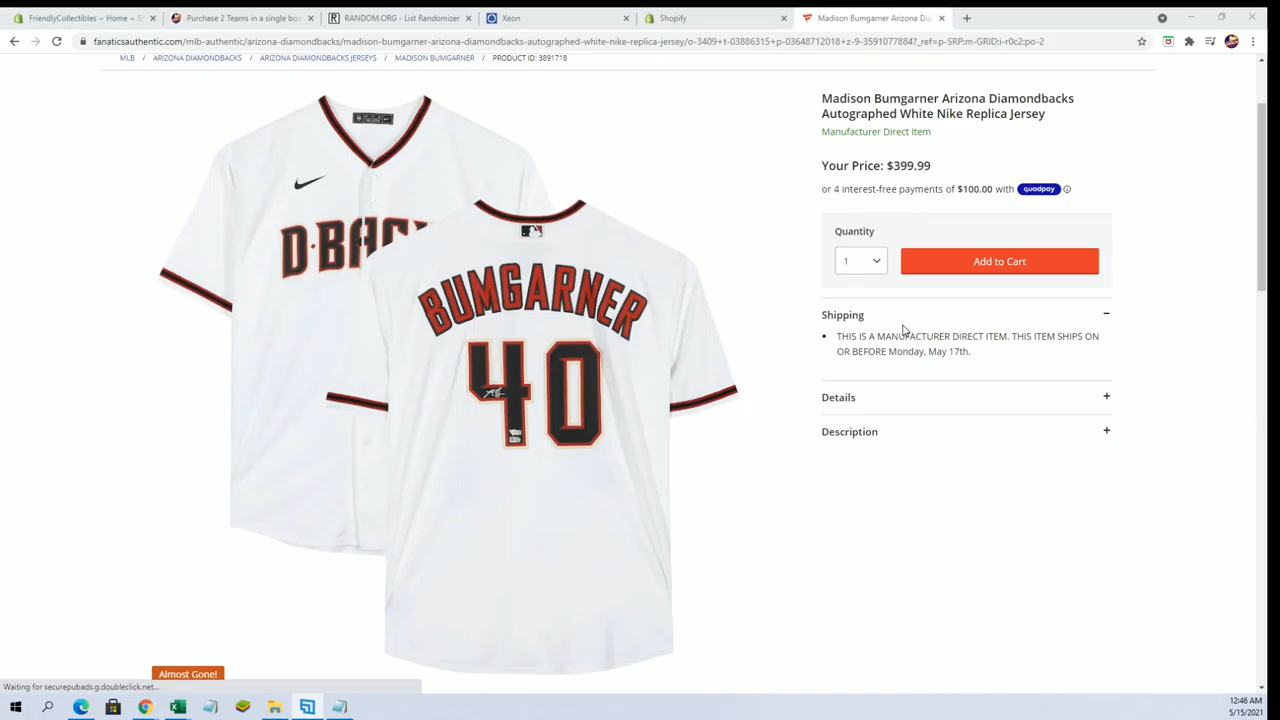 FriendlyCollectibles ~ Home ~ S
Purchase 2 Teams in a single bo
RANDOM.ORG - List Randomizer
Xeon
Shopify
Madison Bumgarner Arizona Dia
fanaticsauthentic.com/mlb-authentic/arizona-diamondbacks/madison-bumgarner-arizona-diamondbacks-autographed-white-nike-replica-jersey/o-3409+t-03886315+p-03648712018+z-9-3591077884?_ref=p-SRP:m-GRID:i-r0c2:po-2
MLB / ARIZONA DIAMONDBACKS / ARIZONA DIAMONDBACKS JERSEYS / MADISON BUMGARNER / PRODUCT ID: 3891718
Madison Bumgarner Arizona Diamondbacks
Autographed White Nike Replica Jersey
Manufacturer Direct Item
Your Price: $399.99
or 4 interest-free payments of $100.00 with quadpay
Quantity
1
Add to Cart
Shipping
THIS IS A MANUFACTURER DIRECT ITEM. THIS ITEM SHIPS ON
OR BEFORE Monday, May 17th.
Details
Description
D·BAC
BUMGARNER
40
Almost Gone!
Waiting for securepubads.g.doubleclick.net...
12:46 AM
5/15/2021